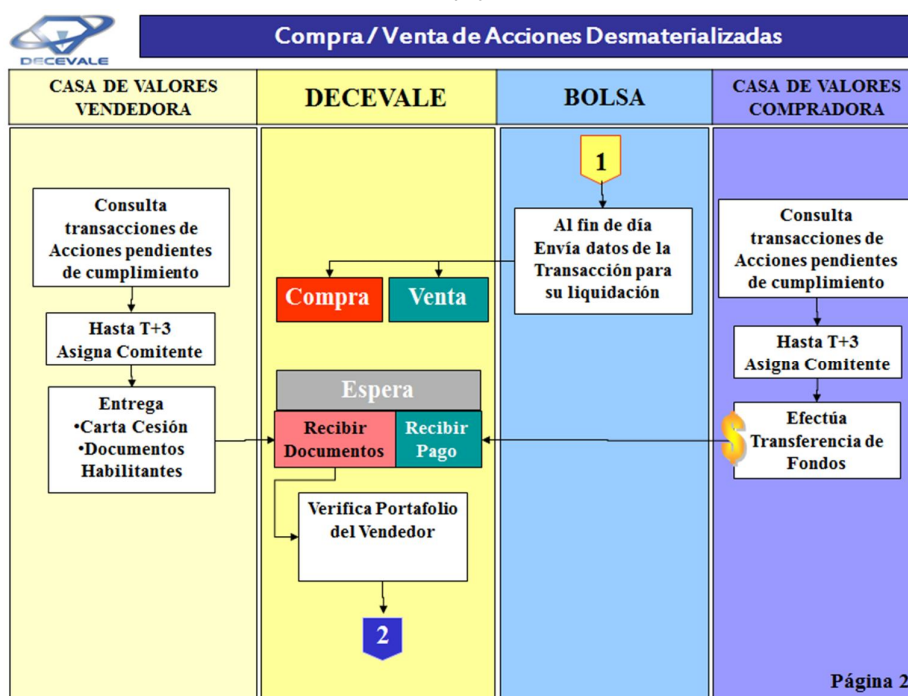 DECEVALE
Compra / Venta de Acciones Desmaterializadas
CASA DE VALORES
VENDEDORA
DECEVALE
BOLSA
CASA DE VALORES
COMPRADORA
1
Consulta
transacciones de
Acciones pendientes
de cumplimiento
Al fin de día
Envía datos de la
Transacción para
su liquidación
Consulta
transacciones de
Acciones pendientes
de cumplimiento
Compra
Venta
Hasta T+3
Asigna Comitente
Hasta T+3
Asigna Comitente
Entrega
•Carta Cesión
•Documentos
Habilitantes
Espera
Recibir
Documentos
Recibir
Pago
$
Efectúa
Transferencia de
Fondos
Verifica Portafolio
del Vendedor
2
Página 2